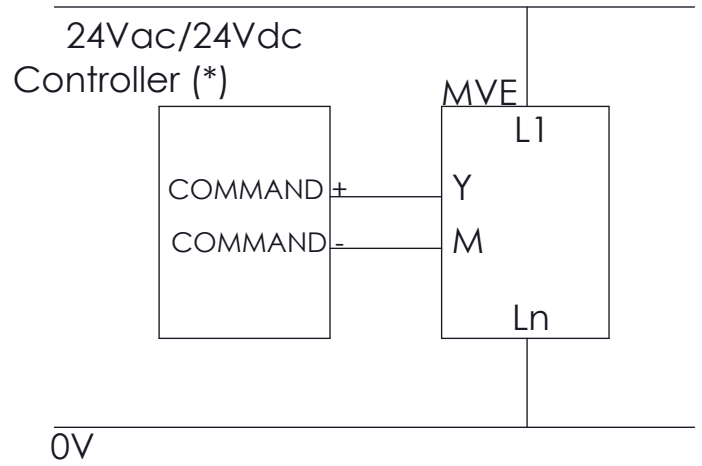 24Vac/24Vdc
Controller (*)
MVE
L1
COMMAND +
Y
COMMAND -
M
Ln
0V